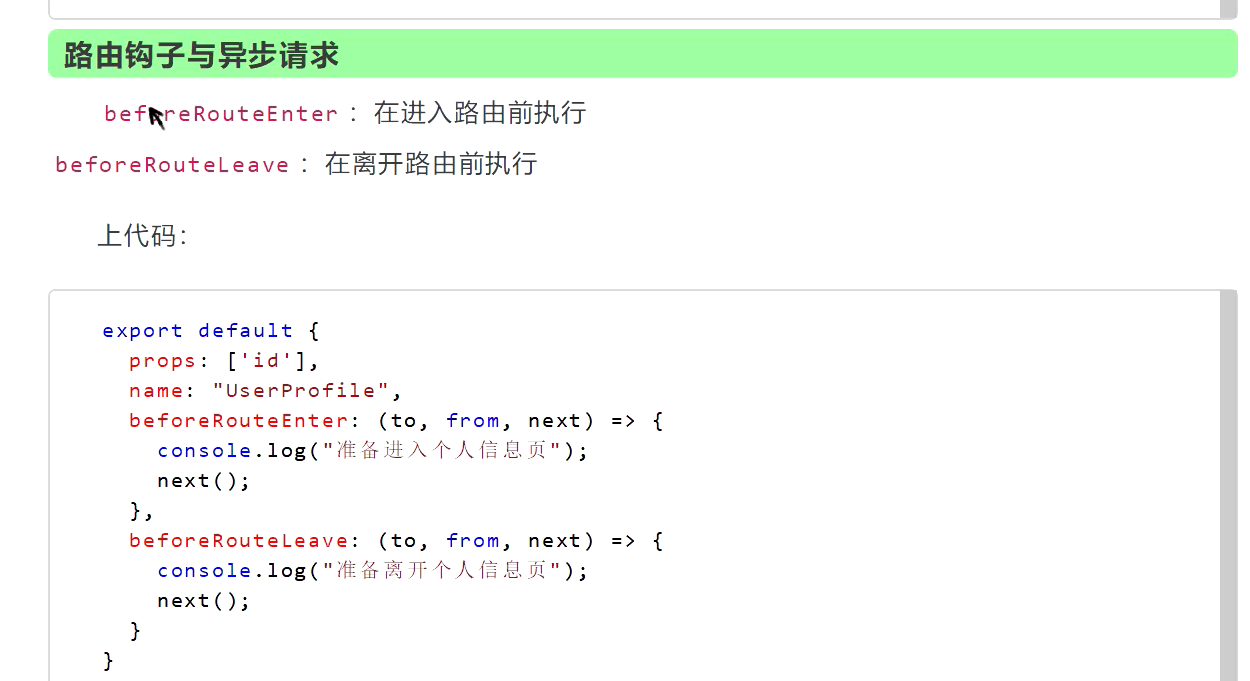 路由钩子与异步请求
beforeRouteEnter : 在进入路由前执行
beforeRouteLeave : 在离开路由前执行
上代码:
export default {
  props: ['id'],
  name: "UserProfile",
  beforeRouteEnter: (to, from, next) => {
    console.log("准备进入个人信息页");
    next();
  },
  beforeRouteLeave: (to, from, next) => {
    console.log("准备离开个人信息页");
    next();
  }
}